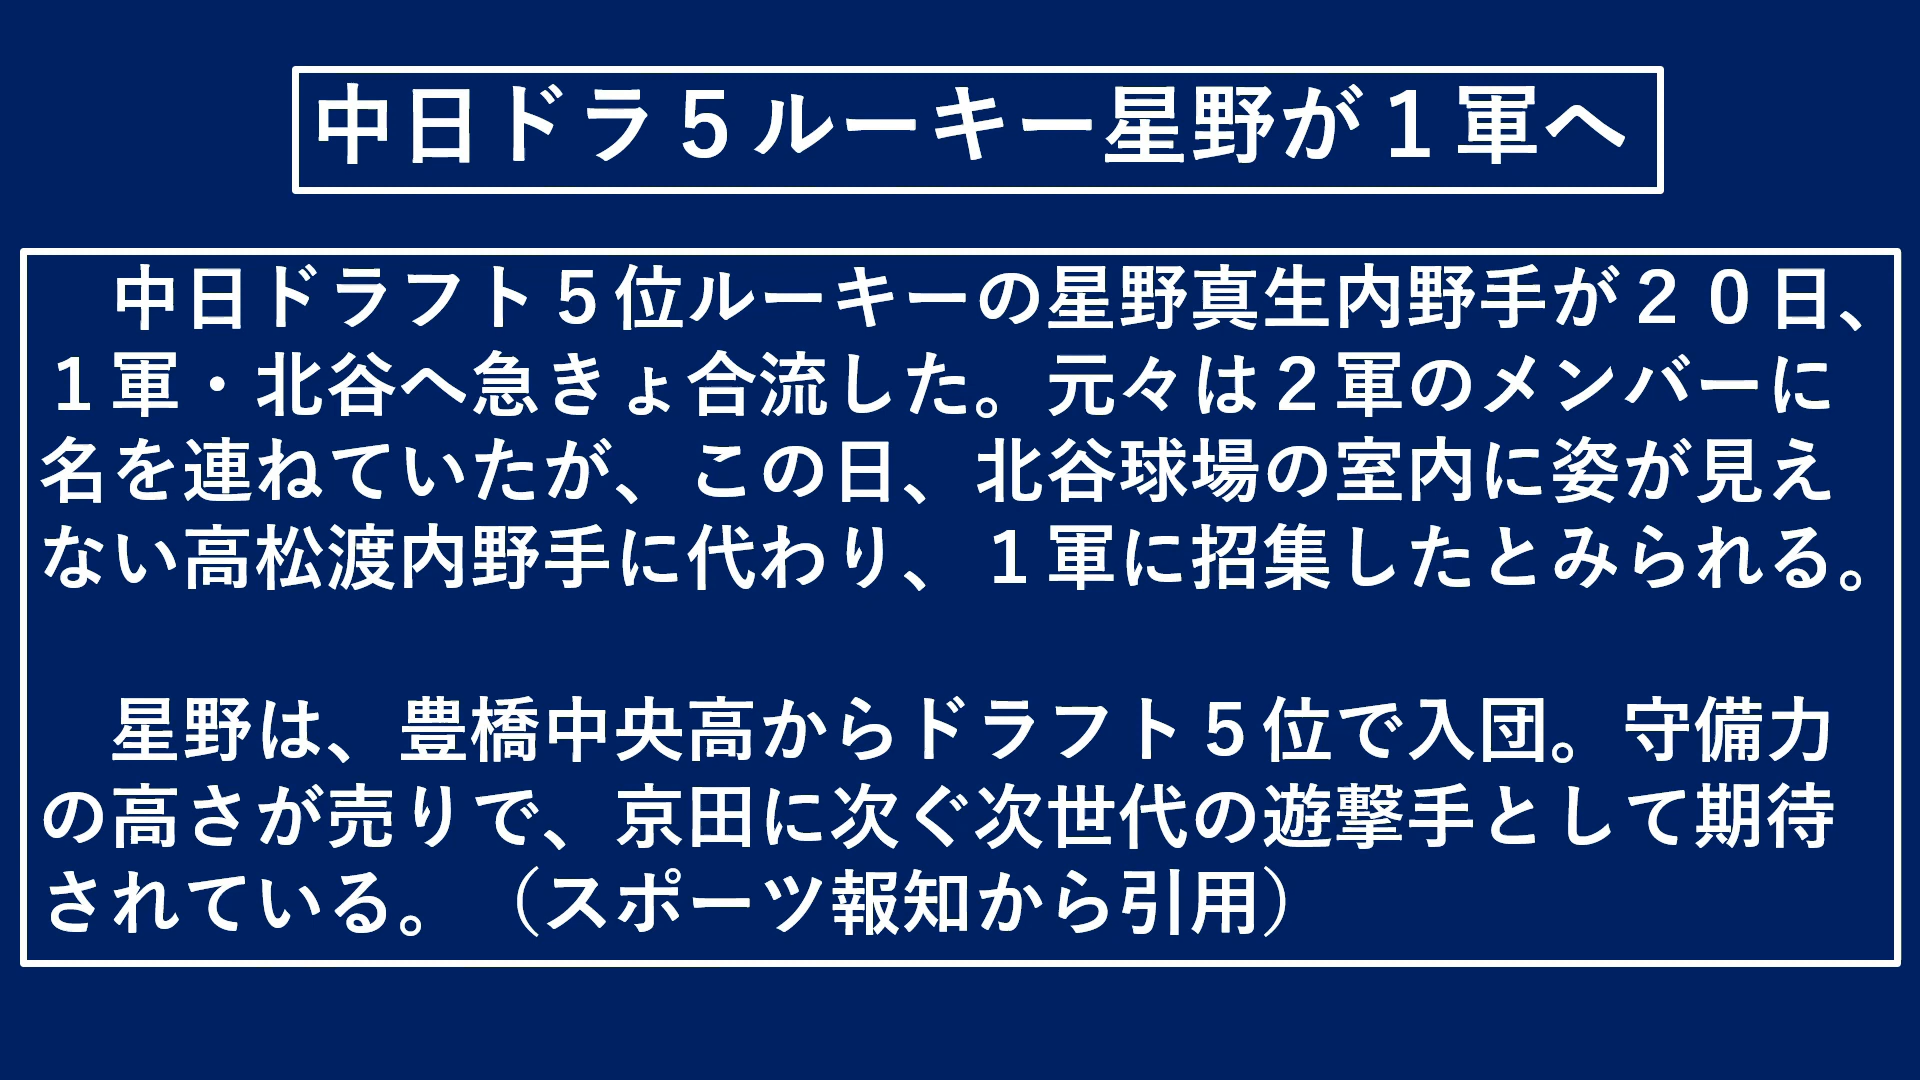 中日ドラ５ルーキー星野が１軍へ
　中日ドラフト５位ルーキーの星野真生内野手が２０日、
１軍・北谷へ急きょ合流した。元々は２軍のメンバーに
名を連ねていたが、この日、北谷球場の室内に姿が見え
ない高松渡内野手に代わり、１軍に招集したとみられる。
　星野は、豊橋中央高からドラフト５位で入団。守備力
の高さが売りで、京田に次ぐ次世代の遊撃手として期待
されている。（スポーツ報知から引用）